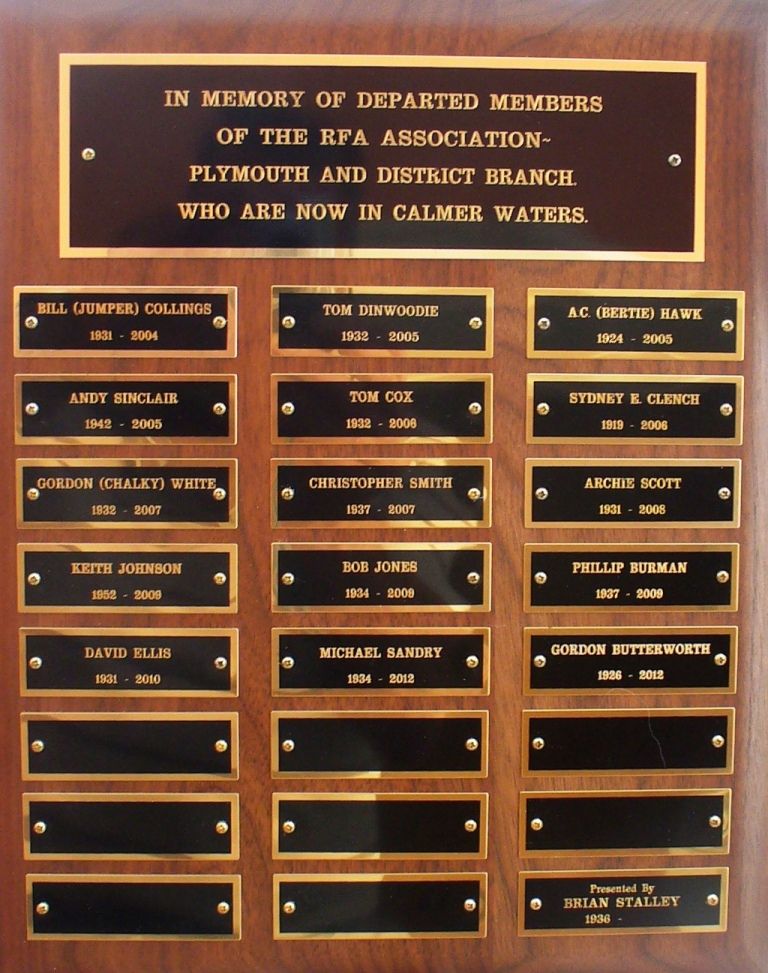 IN MEMORY OF DEPARTED MEMBERS
OF THE RFA ASSOCIATION~
PLYMOUTH AND DISTRICT BRANCH.
WHO ARE NOW IN CALMER WATERS.
BILL (JUMPER) COLLINGS
1931 - 2004
TOM DINWOODIE
1932 - 2005
A.C. (BERTIE) HAWK
1924 - 2005
ANDY SINCLAIR
1942 - 2005
TOM COX
1932 - 2006
SYDNEY E. CLENCH
1919 - 2006
GORDON (CHALKY) WHITE
1932 - 2007
CHRISTOPHER SMITH
1937 - 2007
ARCHIE SCOTT
1931 - 2008
KEITH JOHNSON
1952 - 2009
BOB JONES
1934 - 2009
PHILLIP BURMAN
1937 - 2009
DAVID ELLIS
1931 - 2010
MICHAEL SANDRY
1934 - 2012
GORDON BUTTERWORTH
1926 - 2012
Presented By
BRIAN STALLEY
1936 -